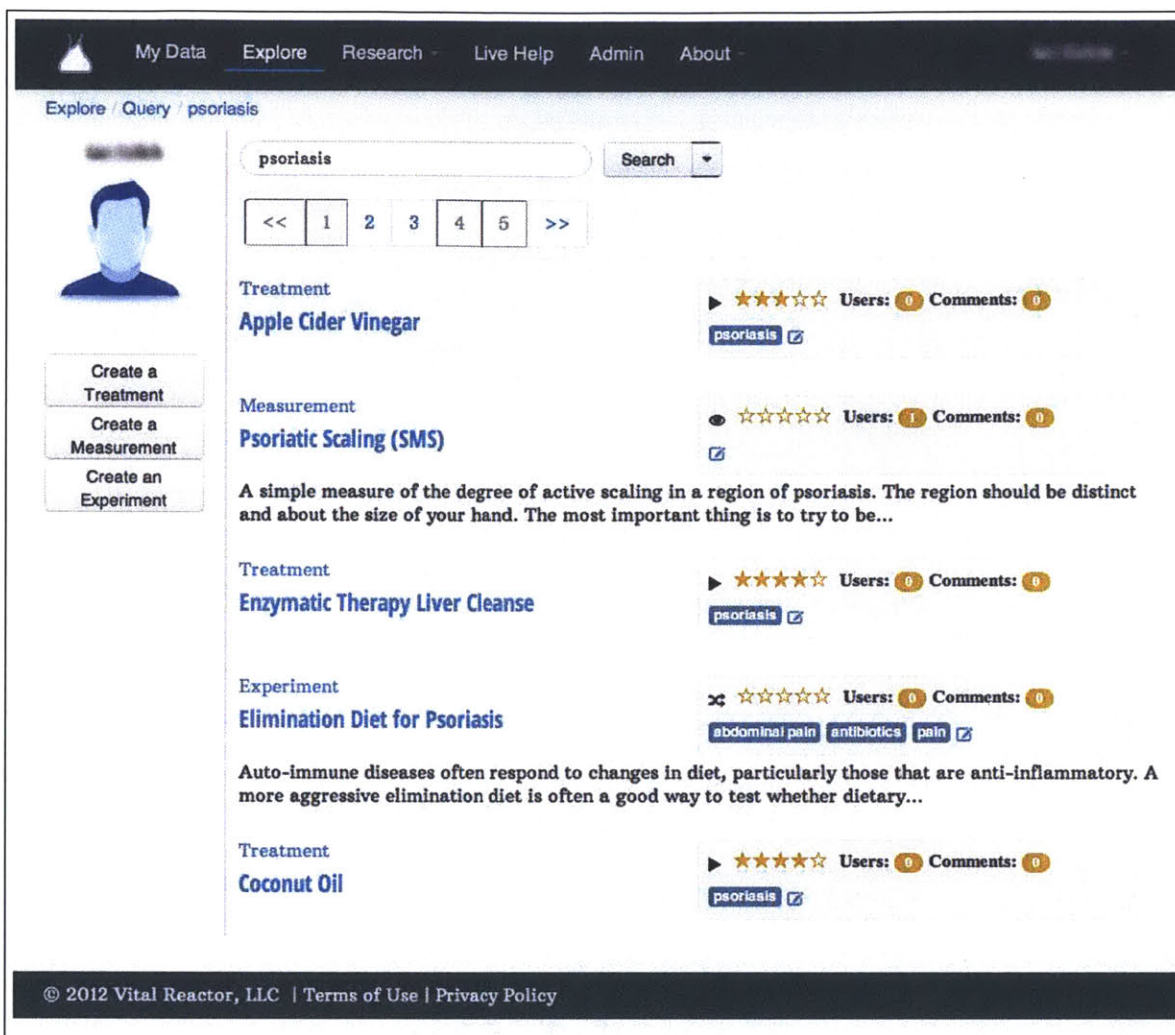 My Data Explore Research Live Help Admin About
Explore / Query / psoriasis
psoriasis Search
<< 1 2 3 4 5 >>
Create a
Treatment
Create a
Measurement
Create an
Experiment
Treatment
Apple Cider Vinegar
Users: 0 Comments: 0
psoriasis
Measurement
Psoriatic Scaling (SMS)
Users: 1 Comments: 0
A simple measure of the degree of active scaling in a region of psoriasis. The region should be distinct
and about the size of your hand. The most important thing is to try to be...
Treatment
Enzymatic Therapy Liver Cleanse
Users: 0 Comments: 0
psoriasis
Experiment
Elimination Diet for Psoriasis
Users: 0 Comments: 0
abdominal pain antibiotics pain
Auto-immune diseases often respond to changes in diet, particularly those that are anti-inflammatory. A
more aggressive elimination diet is often a good way to test whether dietary...
Treatment
Coconut Oil
Users: 0 Comments: 0
psoriasis
© 2012 Vital Reactor, LLC | Terms of Use | Privacy Policy